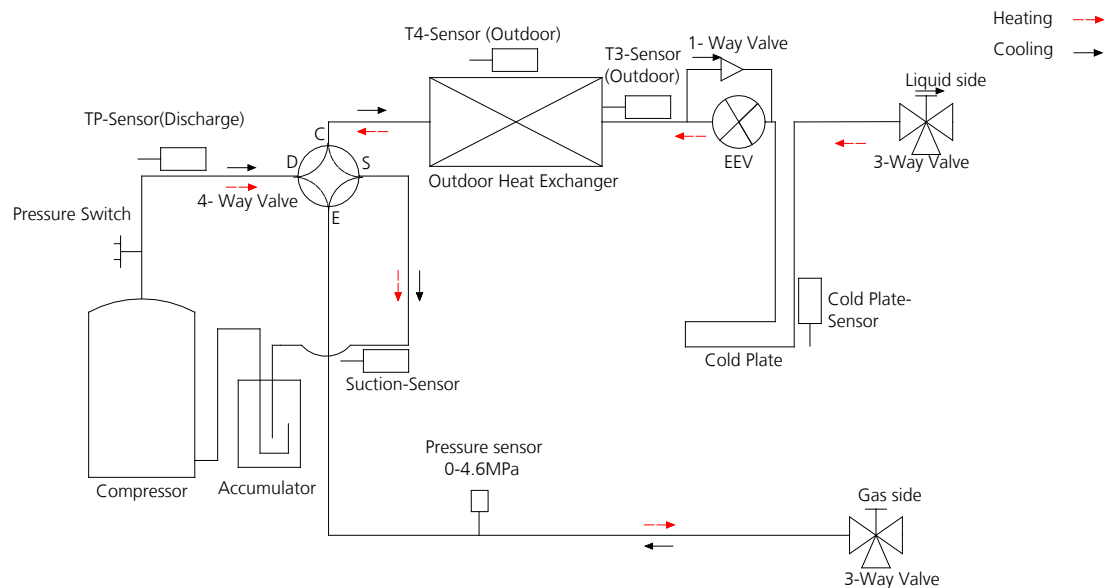 Heating
Cooling
T4-Sensor (Outdoor)
1- Way Valve
T3-Sensor
(Outdoor)
Liquid side
TP-Sensor(Discharge)
C
D
S
E
4- Way Valve
EEV
3-Way Valve
Outdoor Heat Exchanger
Pressure Switch
Cold Plate-
Sensor
Cold Plate
Suction-Sensor
Pressure sensor
0-4.6MPa
Compressor
Accumulator
Gas side
3-Way Valve